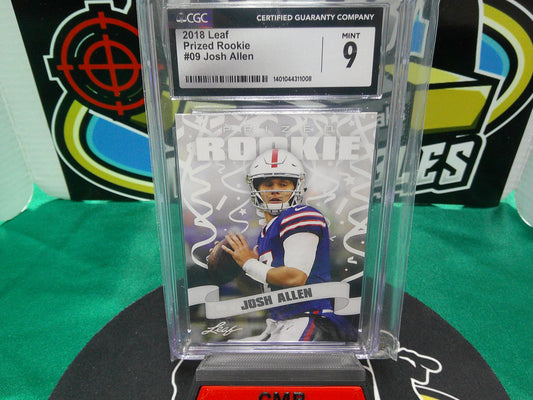 CGC
CERTIFIED GUARANTY COMPANY
2018 Leaf
Prized Rookie
#09 Josh Allen
MINT
9
1401044311008
PRIZED
ROOKIE
JOSH ALLEN
Leaf